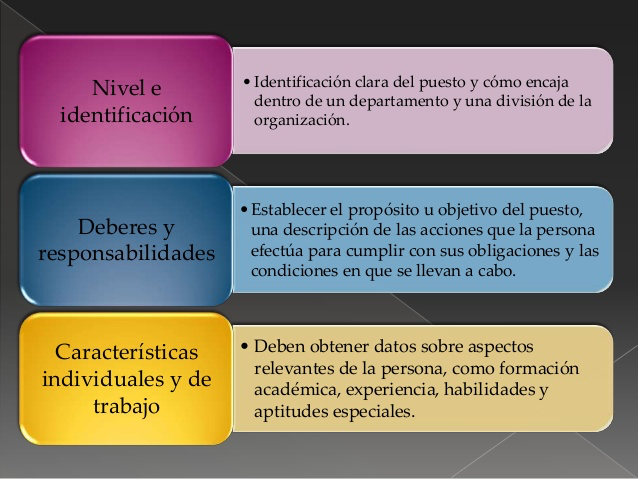 Nivel e
identificación
• Identificación clara del puesto y cómo encaja
dentro de un departamento y una división de la
organización.
Deberes y
responsabilidades
• Establecer el propósito u objetivo del puesto,
una descripción de las acciones que la persona
efectúa para cumplir con sus obligaciones y las
condiciones en que se llevan a cabo.
Características
individuales y de
trabajo
• Deben obtener datos sobre aspectos
relevantes de la persona, como formación
académica, experiencia, habilidades y
aptitudes especiales.